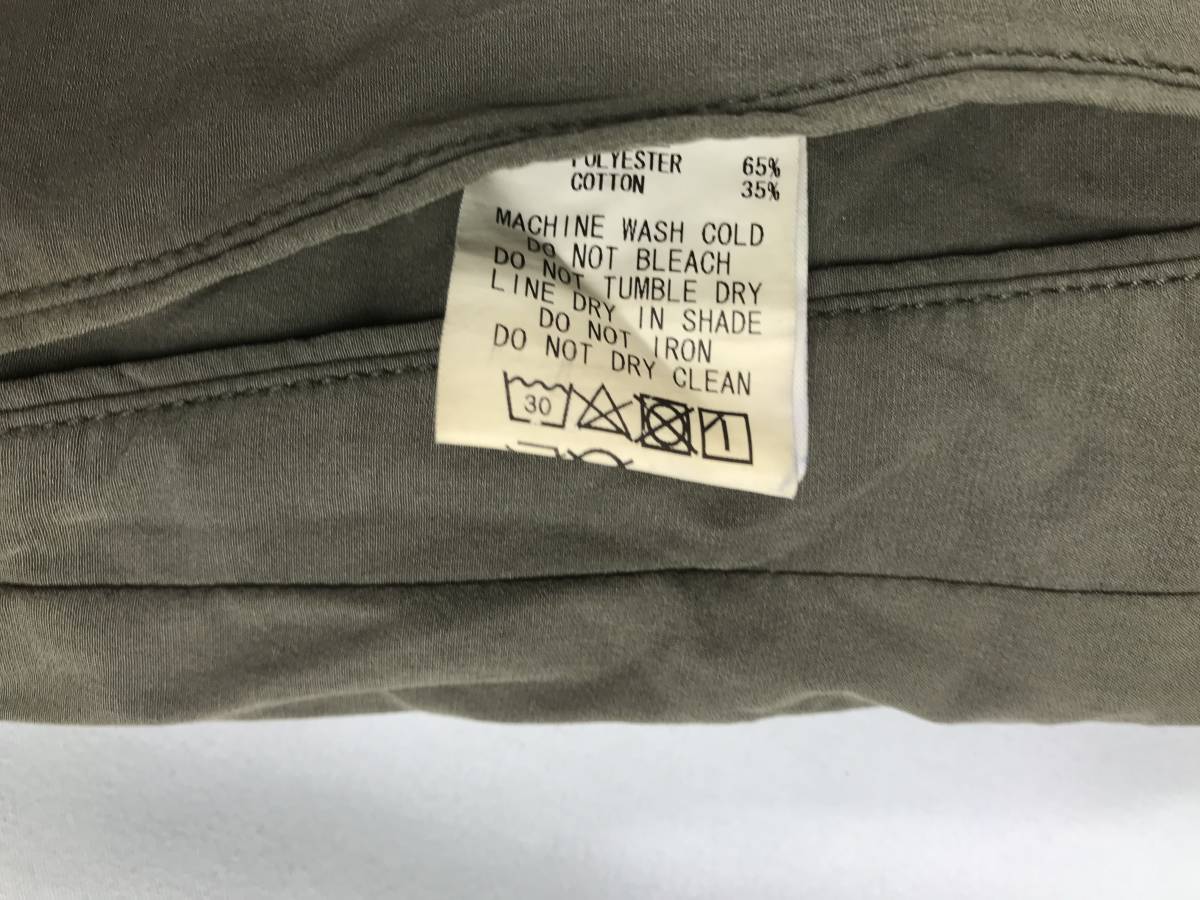 POLYESTER 65%
COTTON 35%
MACHINE WASH COLD
DO NOT BLEACH
DO NOT TUMBLE DRY
LINE DRY IN SHADE
DO NOT IRON
DO NOT DRY CLEAN
30